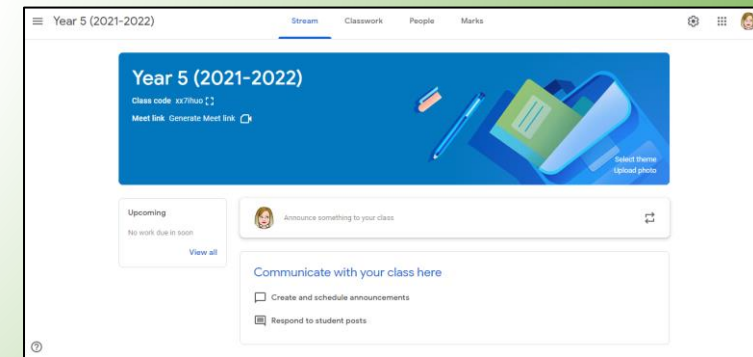 Year 5 (2021-2022)
Stream Classwork People Marks
Year 5 (2021-2022)
Class code xx7ihuo
Meet link Generate Meet link
Select theme
Upload photo
Upcoming
No work due in soon
View all
Announce something to your class
Communicate with your class here
Create and schedule announcements
Respond to student posts